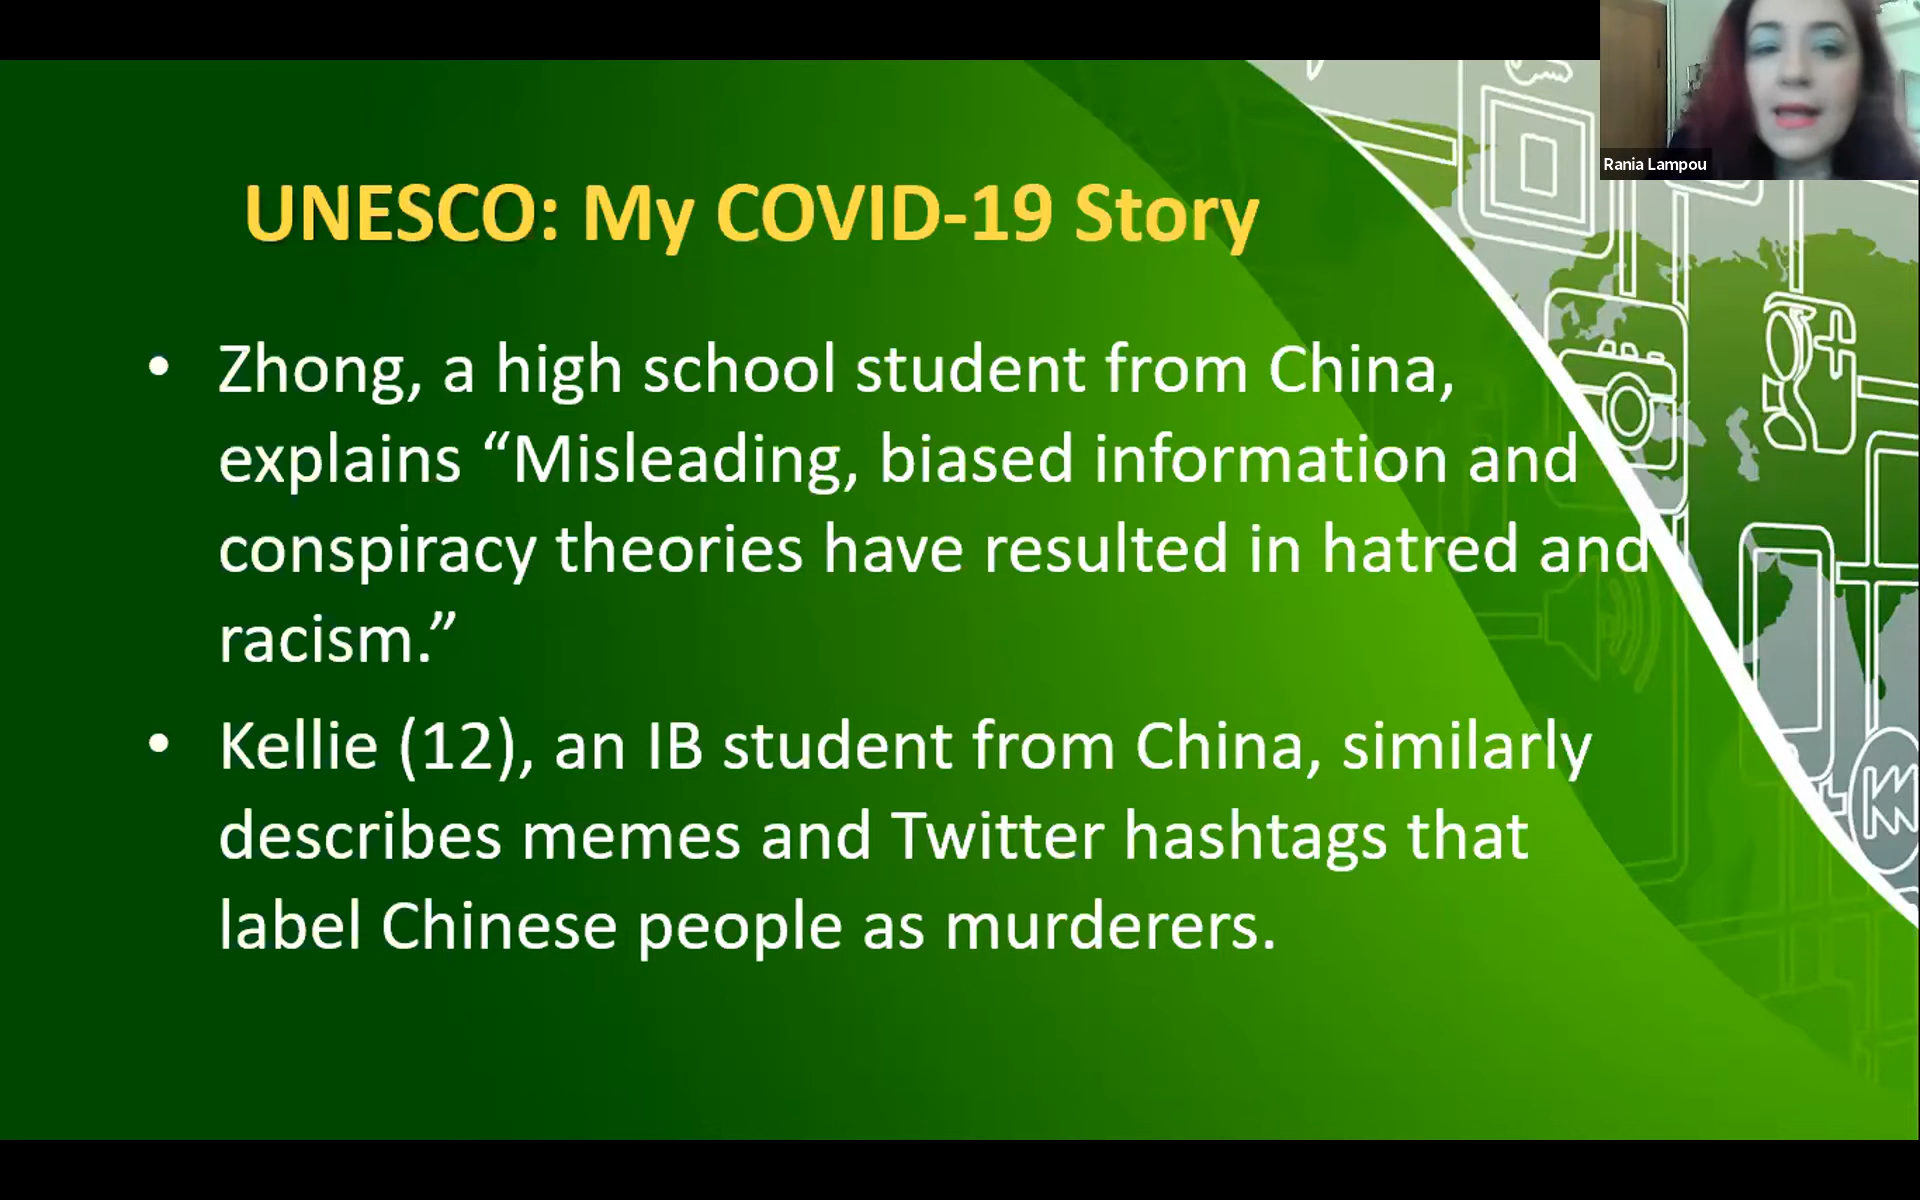 Rania Lampou
UNESCO: My COVID-19 Story
• Zhong, a high school student from China,
explains “Misleading, biased information and
conspiracy theories have resulted in hatred and
racism.”
• Kellie (12), an IB student from China, similarly
describes memes and Twitter hashtags that
label Chinese people as murderers.